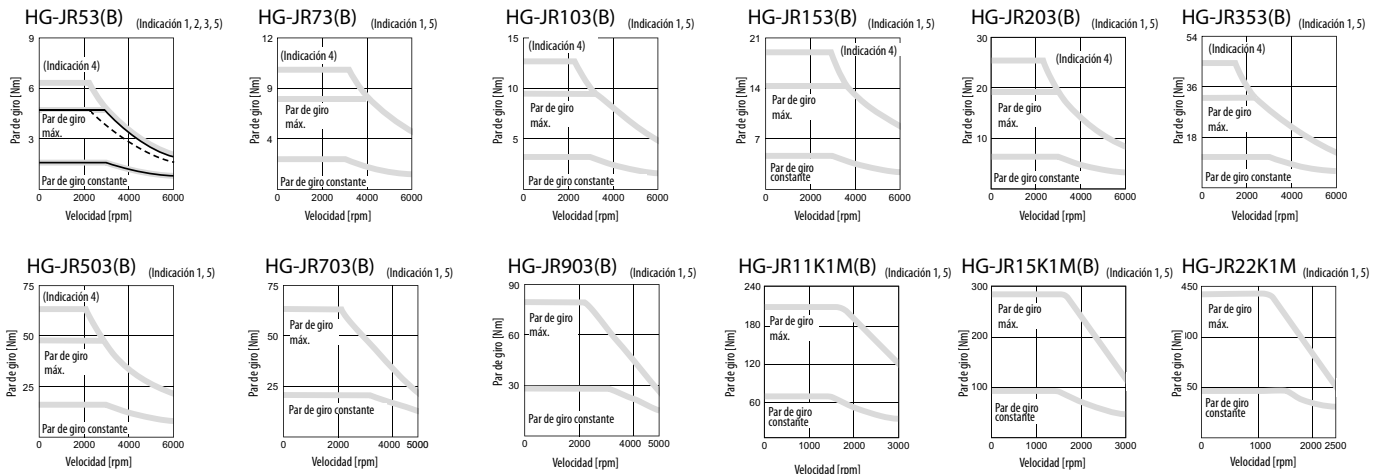 HG-JR53(B) (Indicación 1, 2, 3, 5)
9
6
3
Par de giro [Nm]
(Indicación 4)
Par de giro
máx.
Par de giro constante
0 2000 4000 6000
Velocidad [rpm]
HG-JR73(B) (Indicación 1, 5)
12
9
4
Par de giro [Nm]
(Indicación 4)
Par de giro
máx.
Par de giro constante
0 2000 4000 6000
Velocidad [rpm]
HG-JR103(B) (Indicación 1, 5)
15
10
5
Par de giro [Nm]
(Indicación 4)
Par de giro
máx.
Par de giro constante
0 2000 4000 6000
Velocidad [rpm]
HG-JR153(B) (Indicación 1, 5)
21
14
7
Par de giro [Nm]
(Indicación 4)
Par de giro
máx.
Par de giro
constante
0 2000 4000 6000
Velocidad [rpm]
HG-JR203(B) (Indicación 1, 5)
30
20
10
Par de giro [Nm]
(Indicación 4)
Par de giro
máx.
Par de giro constante
0 2000 4000 6000
Velocidad [rpm]
HG-JR353(B) (Indicación 1, 5)
54
36
18
Par de giro [Nm]
(Indicación 4)
Par de giro
máx.
Par de giro constante
0 2000 4000 6000
Velocidad [rpm]
HG-JR503(B) (Indicación 1, 5)
75
50
25
Par de giro [Nm]
(Indicación 4)
Par de giro
máx.
Par de giro constante
0 2000 4000 6000
Velocidad [rpm]
HG-JR703(B) (Indicación 1, 5)
75
50
25
Par de giro [Nm]
Par de giro
máx.
Par de giro constante
0 2000 4000 5000
Velocidad [rpm]
HG-JR903(B) (Indicación 1, 5)
90
60
30
Par de giro [Nm]
Par de giro
máx.
Par de giro constante
0 2000 4000 5000
Velocidad [rpm]
HG-JR11K1M(B) (Indicación 1, 5)
240
180
120
60
Par de giro [Nm]
Par de giro
máx.
Par de giro
constante
0 1000 2000 3000
Velocidad [rpm]
HG-JR15K1M(B) (Indicación 1, 5)
300
200
100
Par de giro [Nm]
Par de giro
máx.
Par de giro
constante
0 1000 2000 3000
Velocidad [rpm]
HG-JR22K1M (Indicación 1, 5)
450
100
50
Par de giro [Nm]
Par de giro
máx.
Par de giro
constante
0 1000 2000 2500
Velocidad [rpm]